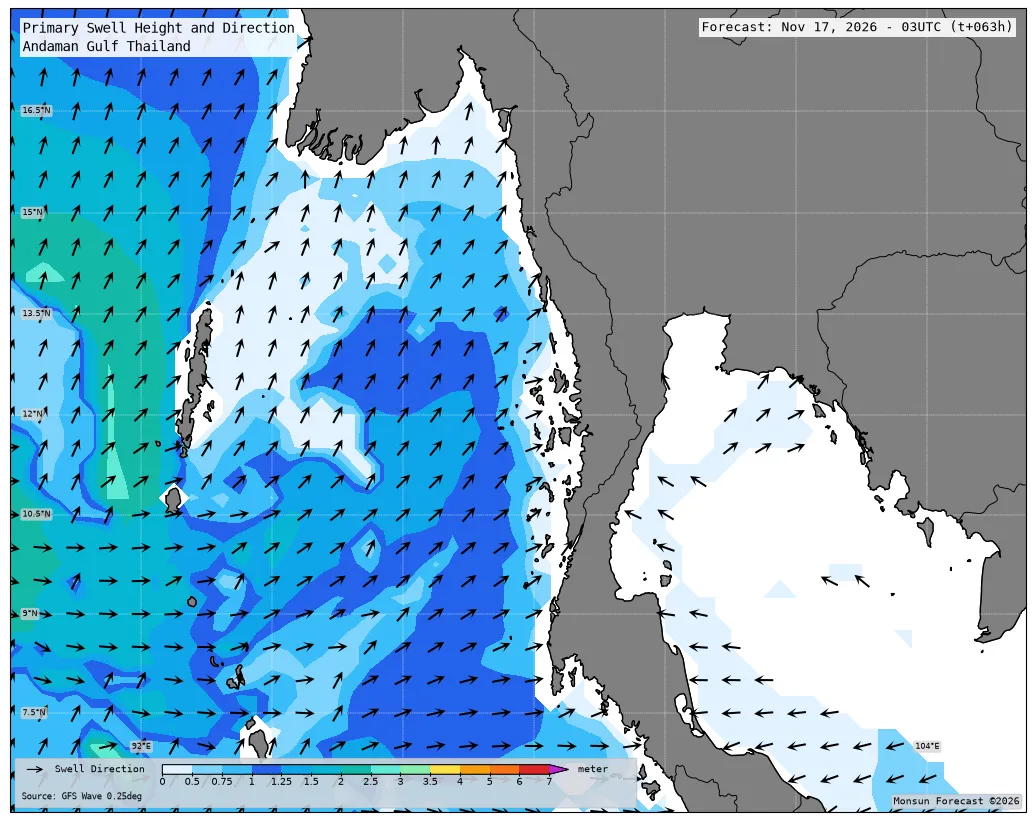 Primary Swell Height and Direction
Andaman Gulf Thailand
Forecast: Nov 17, 2026 - 03UTC (t+063h)
16.5°N
15°N
13.5°N
12°N
10.5°N
9°N
7.5°N
92°E
104°E
Swell Direction
0 0.5 0.75 1 1.25 1.5 2 2.5 3 3.5 4 5 6 7
meter
Source: GFS Wave 0.25deg
Monsun Forecast ©2026